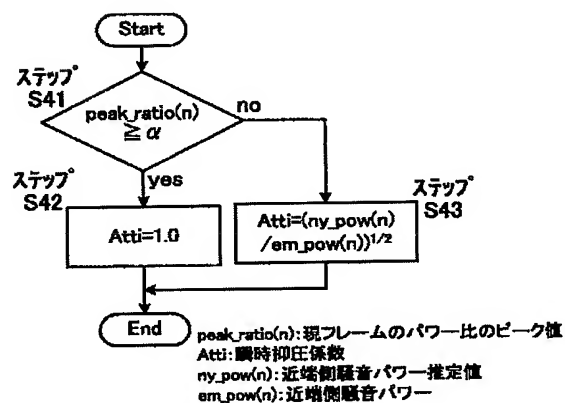 Start
ステップ
S41
peak_ratio(n)
≧α
no
yes
ステップ
S42
Atti=1.0
ステップ
S43
Atti=(ny_pow(n)
/em_pow(n))1/2
End
peak_ratio(n):現フレームのパワー比のピーク値
Atti:瞬時抑圧係数
ny_pow(n):近端側騒音パワー推定値
em_pow(n):近端側騒音パワー